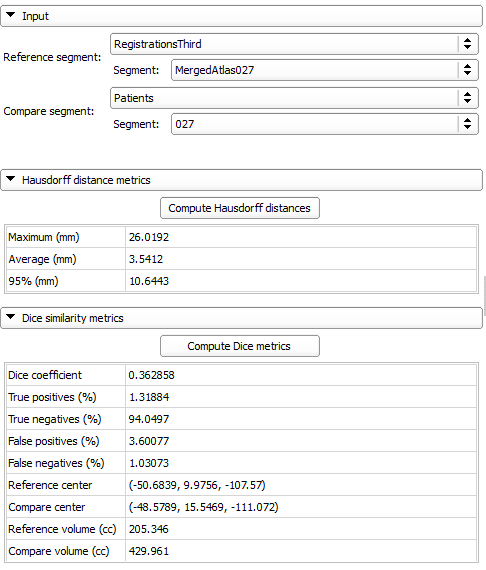 Input
Reference segment:
RegistrationsThird
Segment: MergedAtlas027
Compare segment:
Patients
Segment: 027
Hausdorff distance metrics
Compute Hausdorff distances
Maximum (mm) 26.0192
Average (mm) 3.5412
95% (mm) 10.6443
Dice similarity metrics
Compute Dice metrics
Dice coefficient 0.362858
True positives (%) 1.31884
True negatives (%) 94.0497
False positives (%) 3.60077
False negatives (%) 1.03073
Reference center (-50.6839, 9.9756, -107.57)
Compare center (-48.5789, 15.5469, -111.072)
Reference volume (cc) 205.346
Compare volume (cc) 429.961